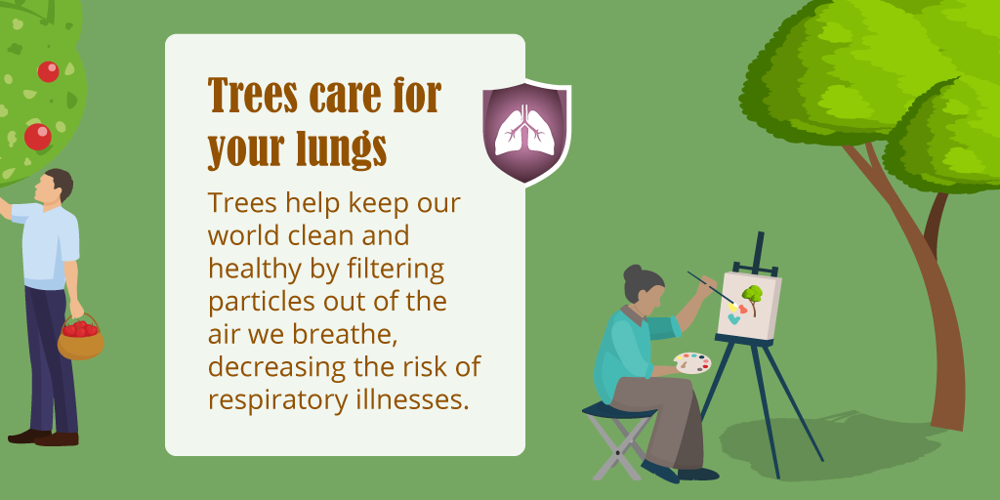 Trees care for
your lungs
Trees help keep our
world clean and
healthy by filtering
particles out of the
air we breathe,
decreasing the risk of
respiratory illnesses.